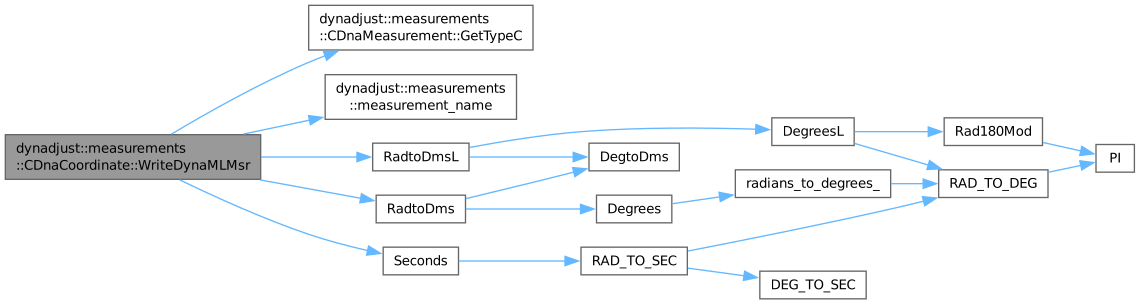 dynadjust::measurements
::CDnaMeasurement::GetTypeC
dynadjust::measurements
::measurement_name
dynadjust::measurements
::CDnaCoordinate::WriteDynaMLMsr
RadtoDmsL
RadtoDms
Seconds
DegtoDms
Degrees
RAD_TO_SEC
DegreesL
radians_to_degrees_
DEG_TO_SEC
Rad180Mod
RAD_TO_DEG
PI